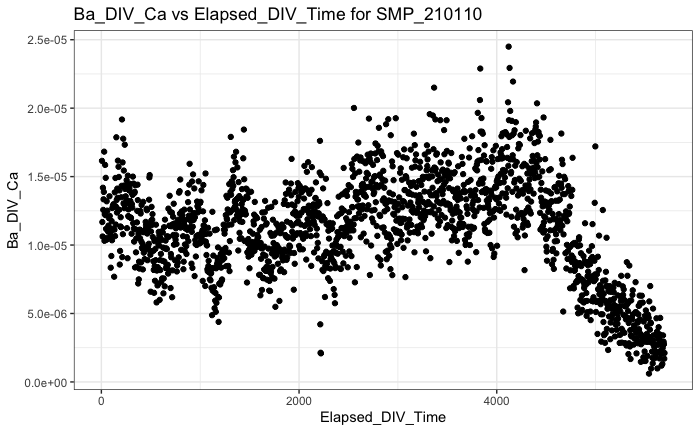 Ba_DIV_Ca vs Elapsed_DIV_Time for SMP_210110
2.5e-05
2.0e-05
1.5e-05
1.0e-05
5.0e-06
0.0e+00
Ba_DIV_Ca
0 2000 4000
Elapsed_DIV_Time